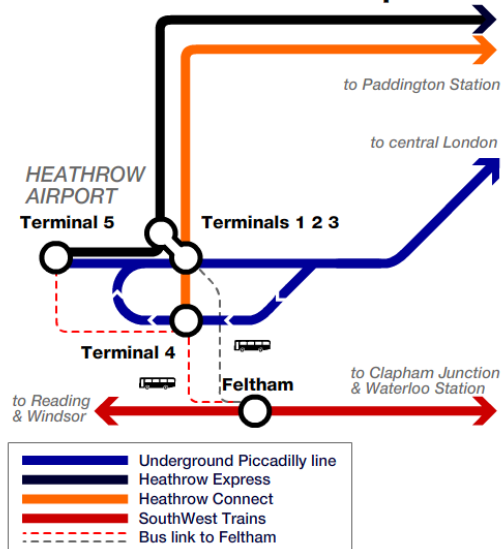 to Paddington Station
to central London
HEATHROW
AIRPORT
Terminal 5
Terminals 1 2 3
Terminal 4
Feltham
to Clapham Junction
& Waterloo Station
to Reading
& Windsor
Underground Piccadilly line
Heathrow Express
Heathrow Connect
SouthWest Trains
Bus link to Feltham